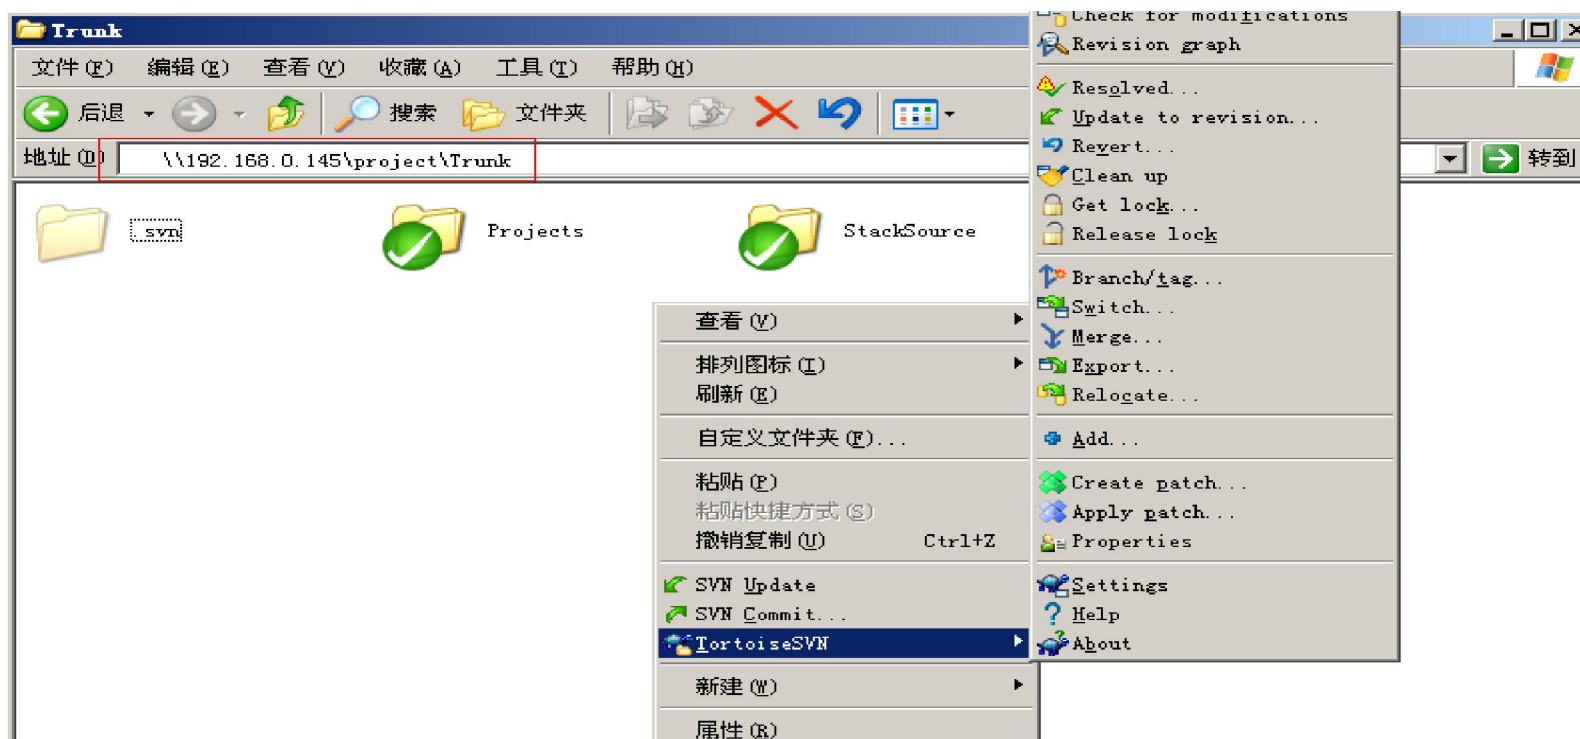 Trunk
文件(F) 编辑(E) 查看(V) 收藏(A) 工具(T) 帮助(H)
后退 搜索 文件夹
地址(D) \\192.168.0.145\project\Trunk 转到
.svn Projects StackSource
查看(V)
排列图标(I)
刷新(E)
自定义文件夹(F)...
粘贴(P)
粘贴快捷方式(S)
撤销复制(U) Ctrl+Z
SVN Update
SVN Commit...
TortoiseSVN
新建(W)
属性(R)
Check for modifications
Revision graph
Resolved...
Update to revision...
Revert...
Clean up
Get lock...
Release lock
Branch/tag...
Switch...
Merge...
Export...
Relocate...
Add...
Create patch...
Apply patch...
Properties
Settings
Help
About